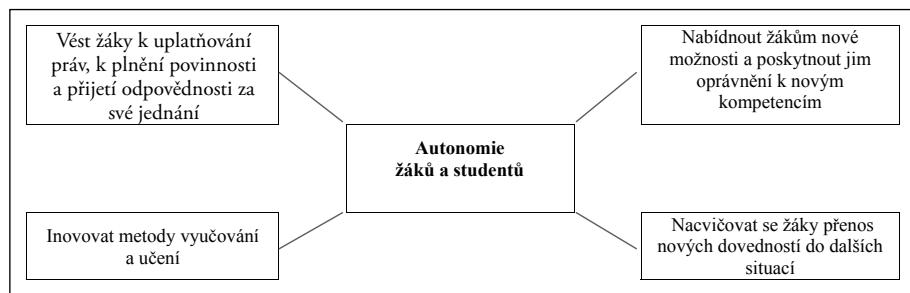 Vést žáky k uplatňování
práv, k plnění povinnosti
a přijetí odpovědnosti za
své jednání
Nabídnout žákům nové
možnosti a poskytnout jim
oprávnění k novým
kompetencím
Autonomie
žáků a studentů
Inovovat metody vyučování
a učení
Nacvičovat se žáky přenos
nových dovedností do dalších
situací